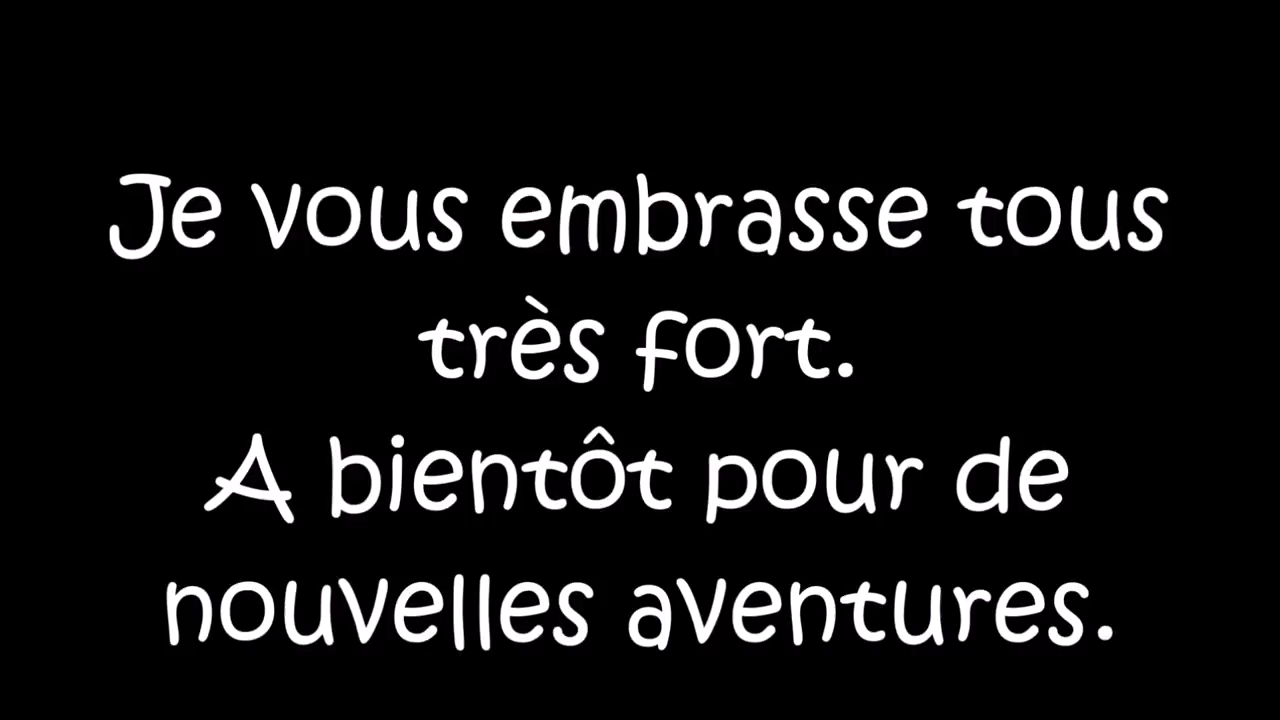 Je vous embrasse tous
très fort.
A bientôt pour de
nouvelles aventures.